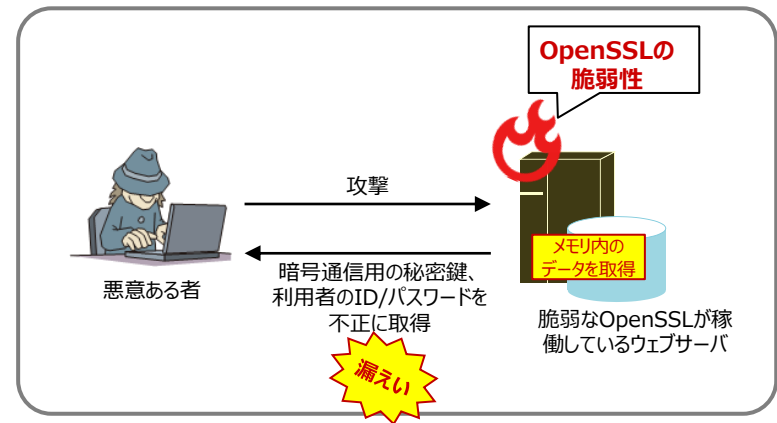 OpenSSLの
脆弱性
攻撃
メモリ内の
データを取得
悪意ある者
暗号通信用の秘密鍵、
利用者のID/パスワードを
不正に取得
脆弱なOpenSSLが稼
働しているウェブサーバ
漏えい